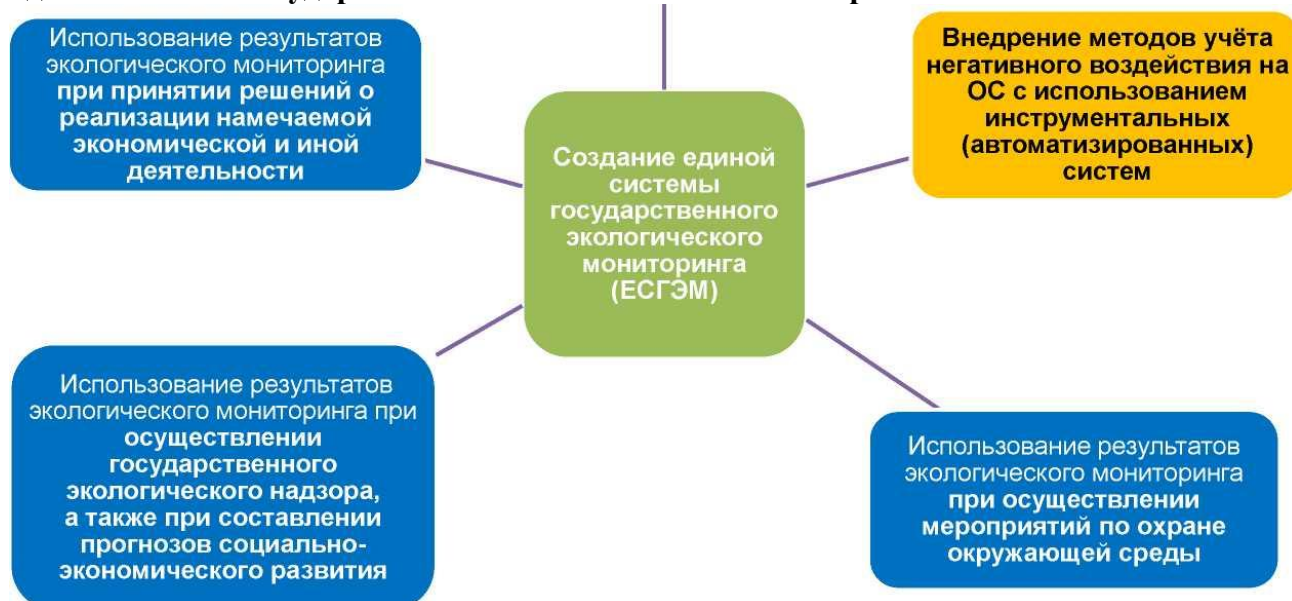 Использование результатов
экологического мониторинга
при принятии решений о
реализации намечаемой
экономической и иной
деятельности
Внедрение методов учёта
негативного воздействия на
ОС с использованием
инструментальных
(автоматизированных)
систем
Создание единой
системы
государственного
экологического
мониторинга
(ЕСГЭМ)
Использование результатов
экологического мониторинга при
осуществлении
государственного
экологического надзора,
а также при составлении
прогнозов социально-
экономического развития
Использование результатов
экологического мониторинга
при осуществлении
мероприятий по охране
окружающей среды